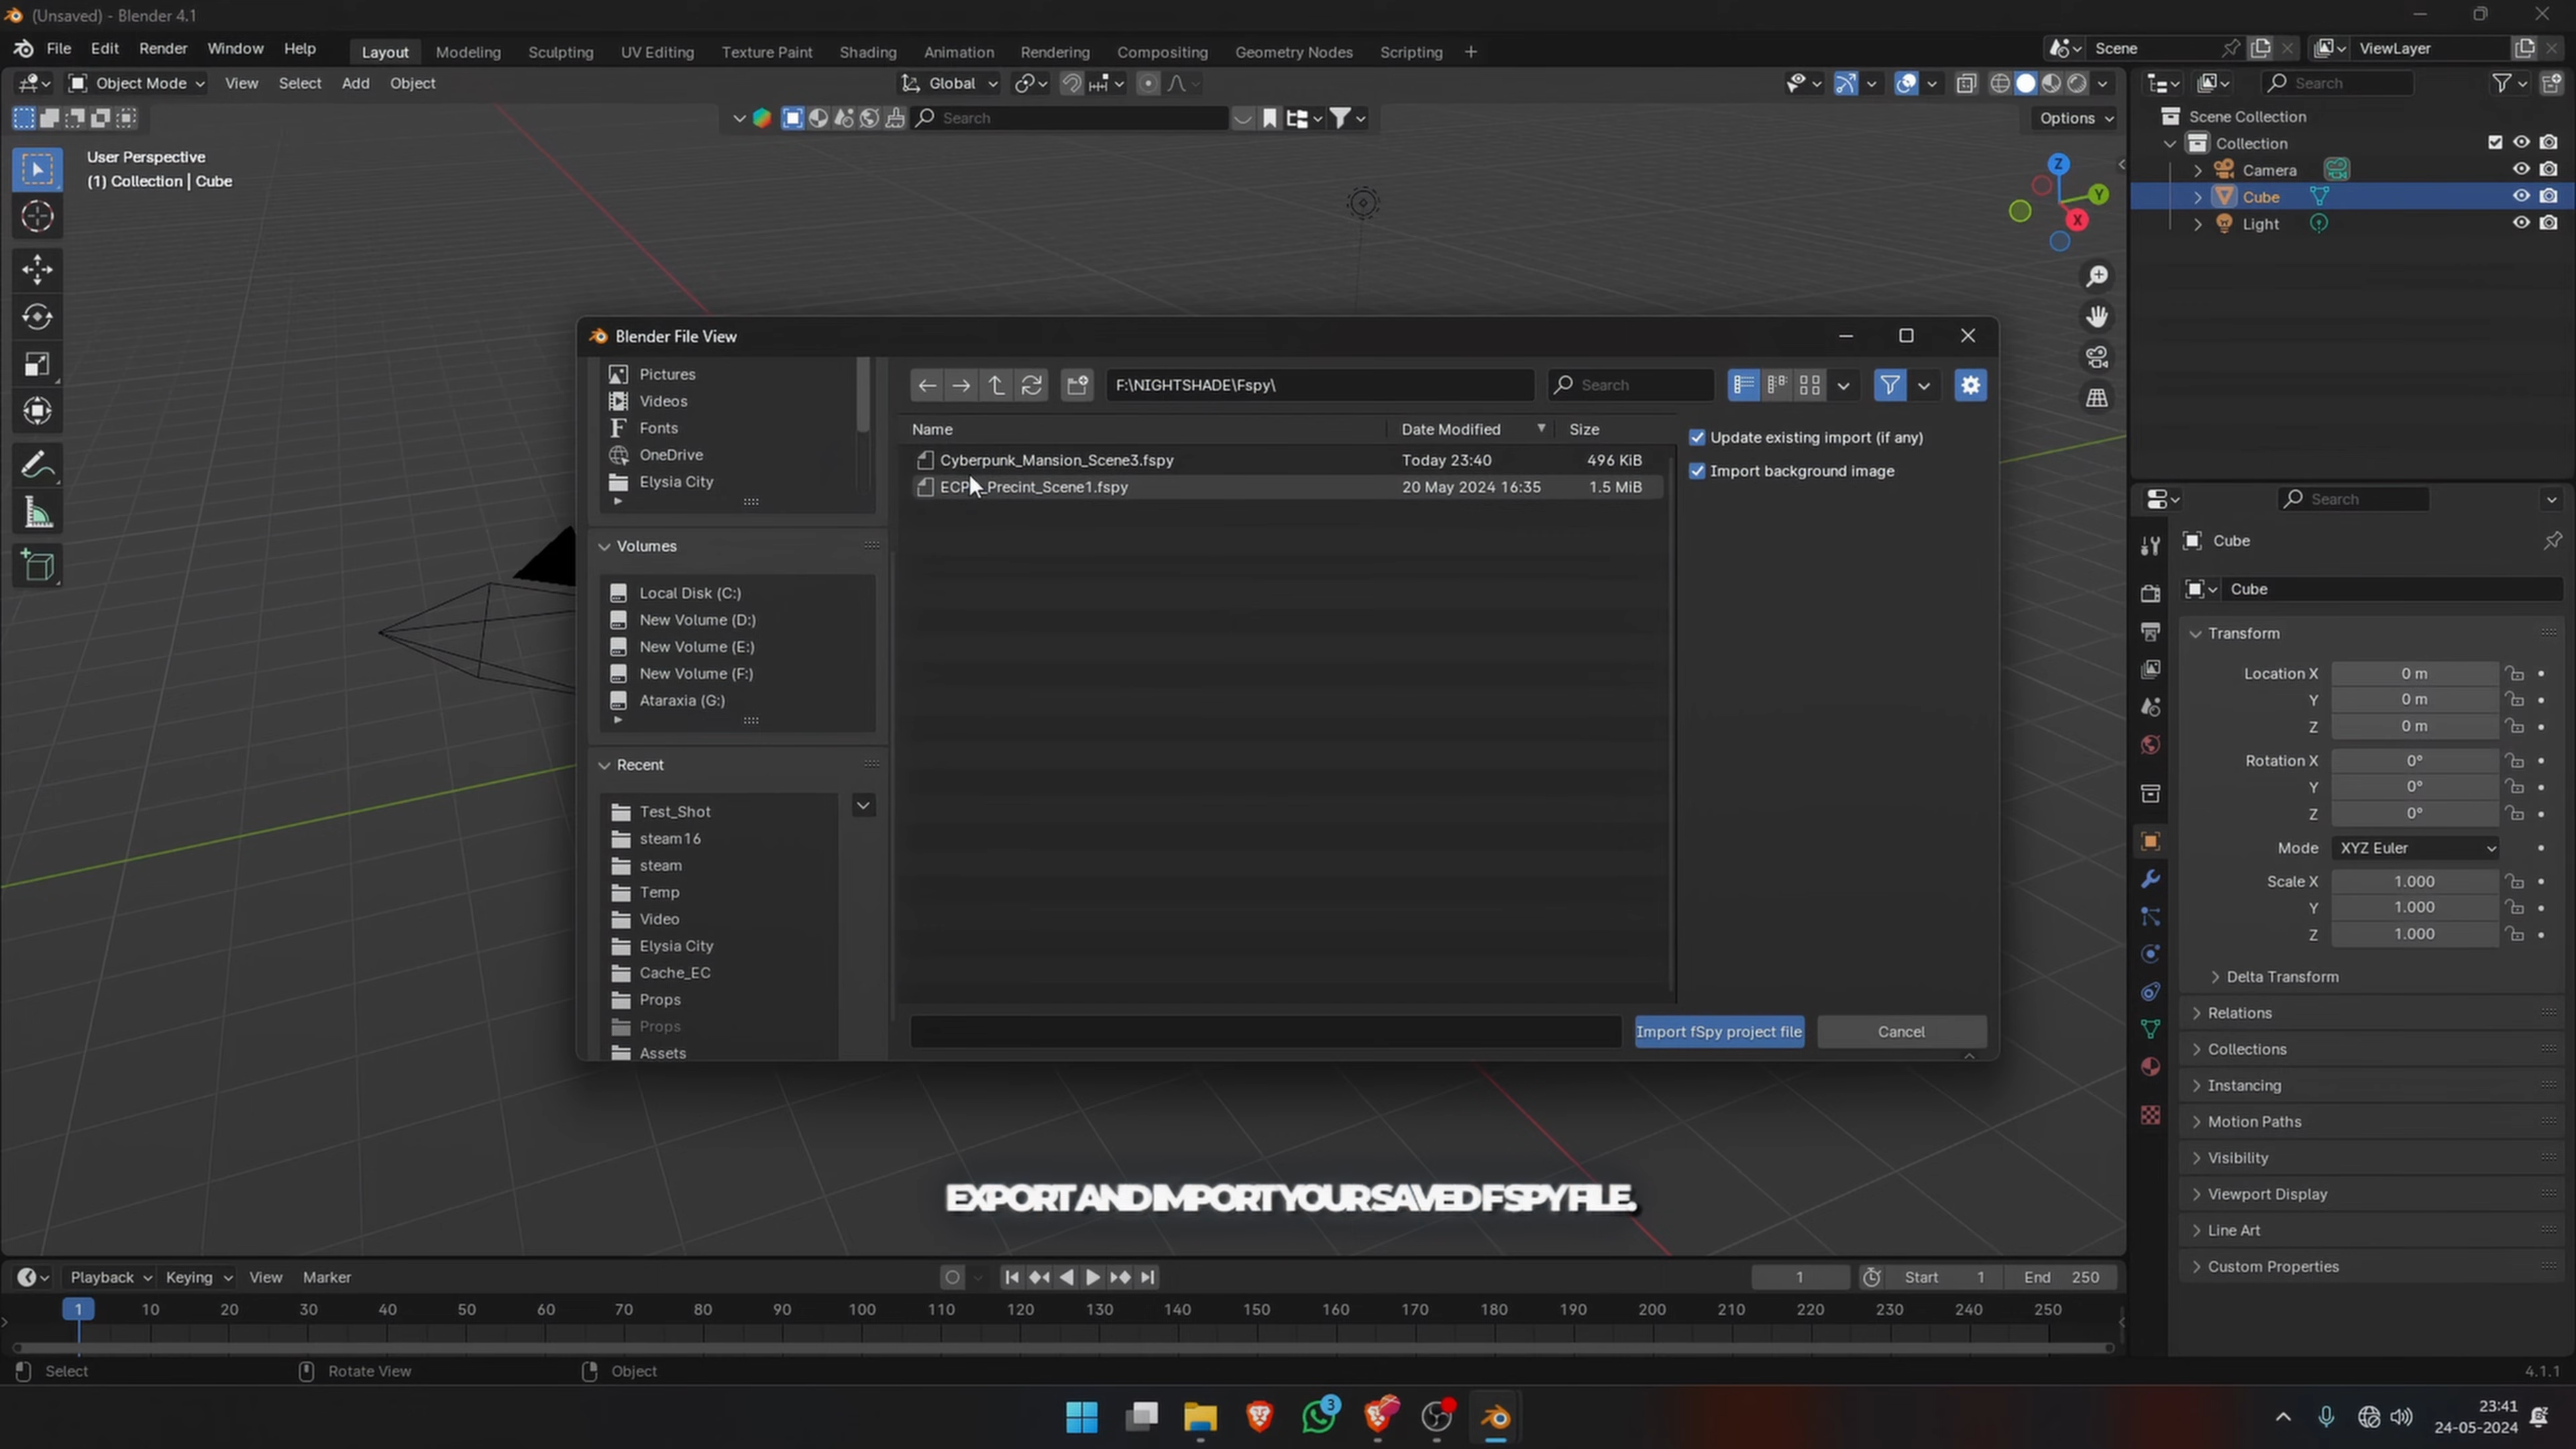 (Unsaved) - Blender 4.1
File Edit Render Window Help Layout Modeling Sculpting UV Editing Texture Paint Shading Animation Rendering Compositing Geometry Nodes Scripting + Scene ViewLayer
Object Mode View Select Add Object Global Search
Search Options Scene Collection
Collection
User Perspective
(1) Collection | Cube
Z
Y
X
Camera
Cube
Light
Blender File View
Pictures
Videos
Fonts
OneDrive
Elysia City
Volumes
Local Disk (C:)
New Volume (D:)
New Volume (E:)
New Volume (F:)
Ataraxia (G:)
Recent
Test_Shot
steam16
steam
Temp
Video
Elysia City
Cache_EC
Props
Props
Assets
F:\NIGHTSHADE\Fspy\ Search
Name Date Modified Size
Cyberpunk_Mansion_Scene3.fspy Today 23:40 496 KiB
_Precint_Scene1.fspy 20 May 2024 16:35 1.5 MiB
Update existing import (if any)
Import background image
Import fSpy project file Cancel
Search
Cube
Cube
Transform
Location X 0 m
Y 0 m
Z 0 m
Rotation X 0°
Y 0°
Z 0°
Mode XYZ Euler
Scale X 1.000
Y 1.000
Z 1.000
Delta Transform
Relations
Collections
Instancing
Motion Paths
Visibility
Viewport Display
Line Art
Custom Properties
EXPORT AND IMPORT YOUR SAVED FSPY FILE.
Playback Keying View Marker 1 Start 1 End 250
1 10 20 30 40 50 60 70 80 90 100 110 120 130 140 150 160 170 180 190 200 210 220 230 240 250
Select Rotate View Object 4.1.1
3
23:41
24-05-2024